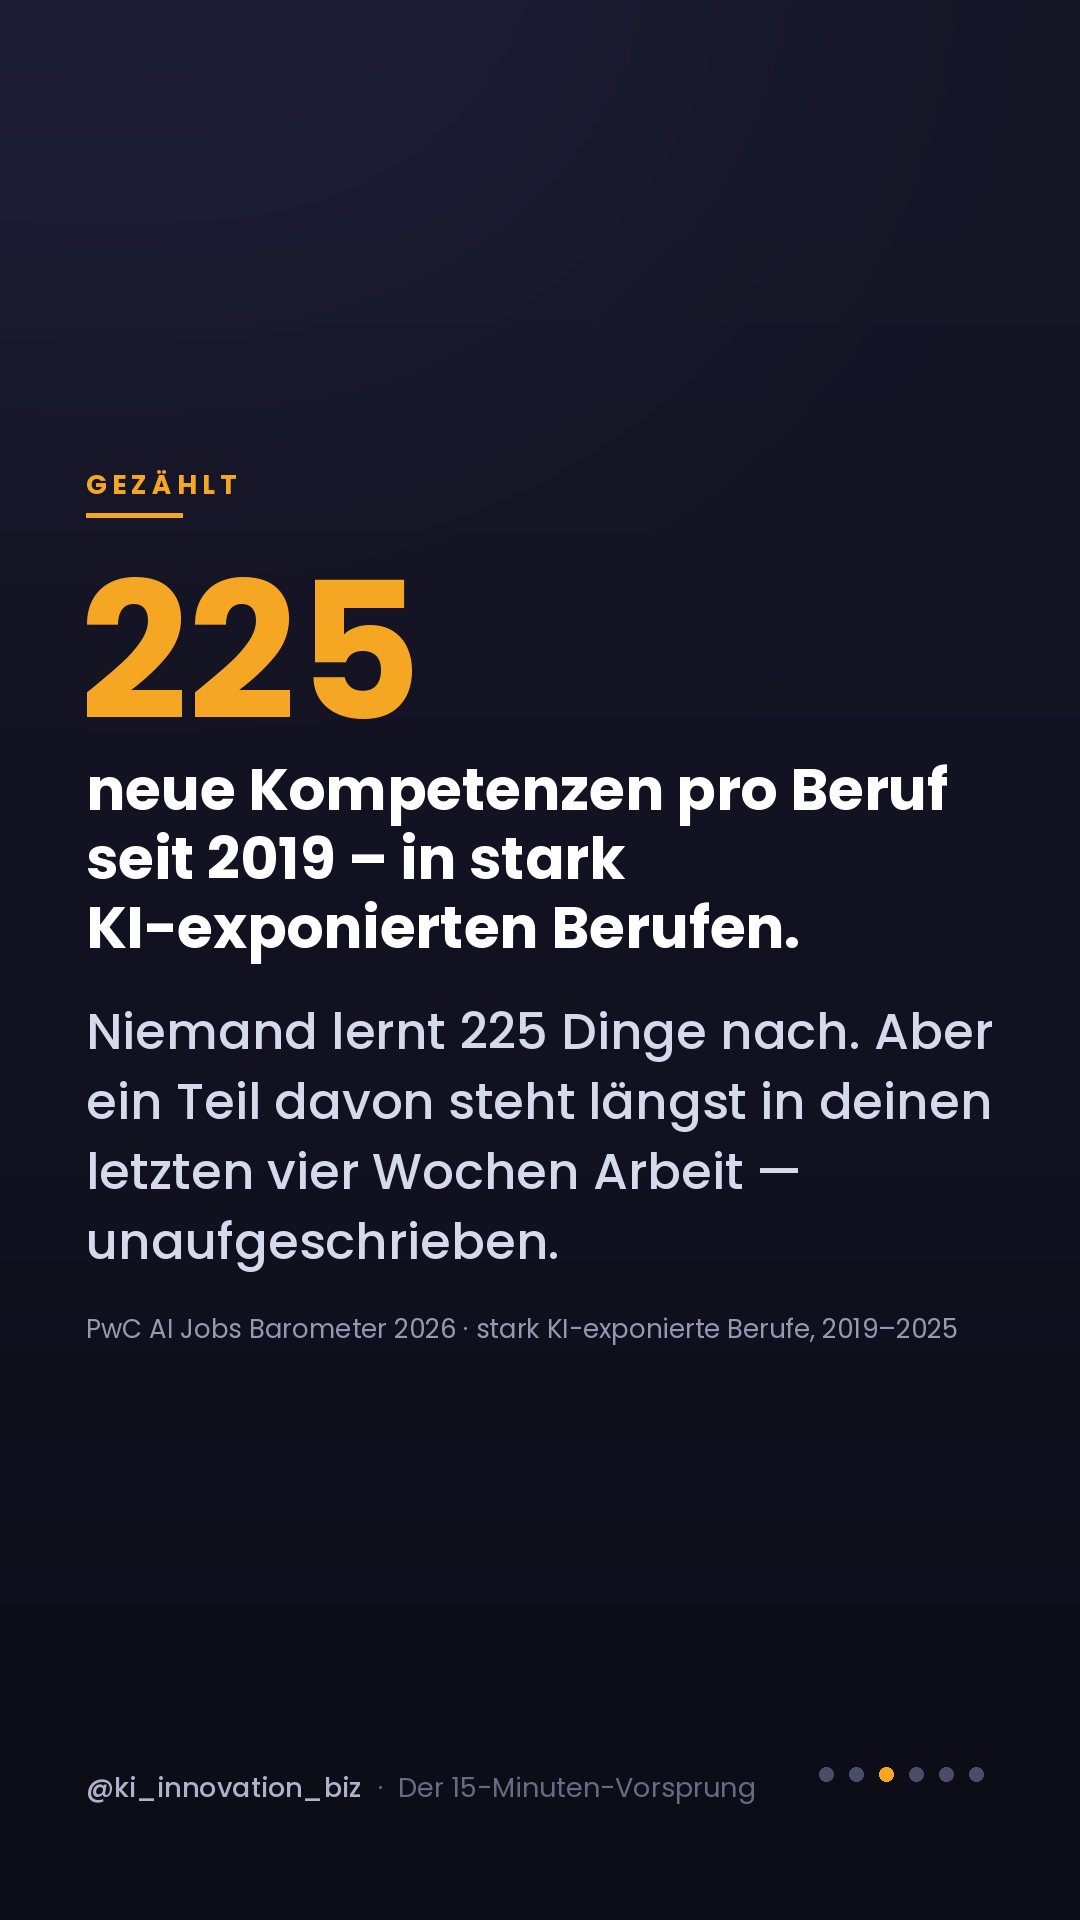 GEZÄHLT
225
neue Kompetenzen pro Beruf
seit 2019 – in stark
KI-exponierten Berufen.
Niemand lernt 225 Dinge nach. Aber
ein Teil davon steht längst in deinen
letzten vier Wochen Arbeit —
unaufgeschrieben.
PwC AI Jobs Barometer 2026 · stark KI-exponierte Berufe, 2019–2025
@ki_innovation_biz · Der 15-Minuten-Vorsprung